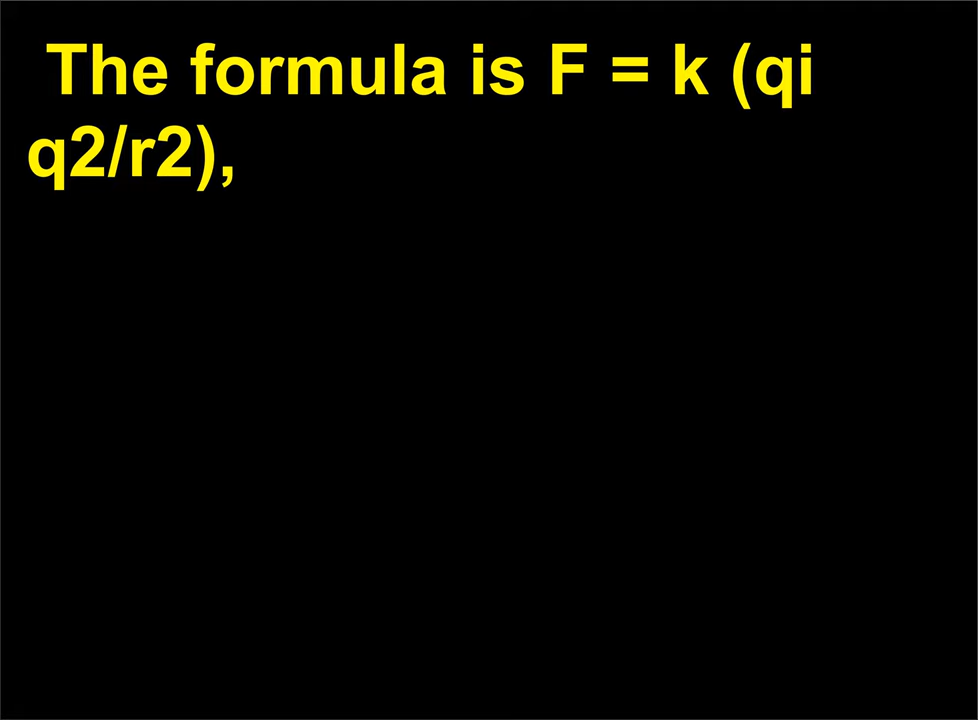 The formula is F = k (qi
q2/r2),